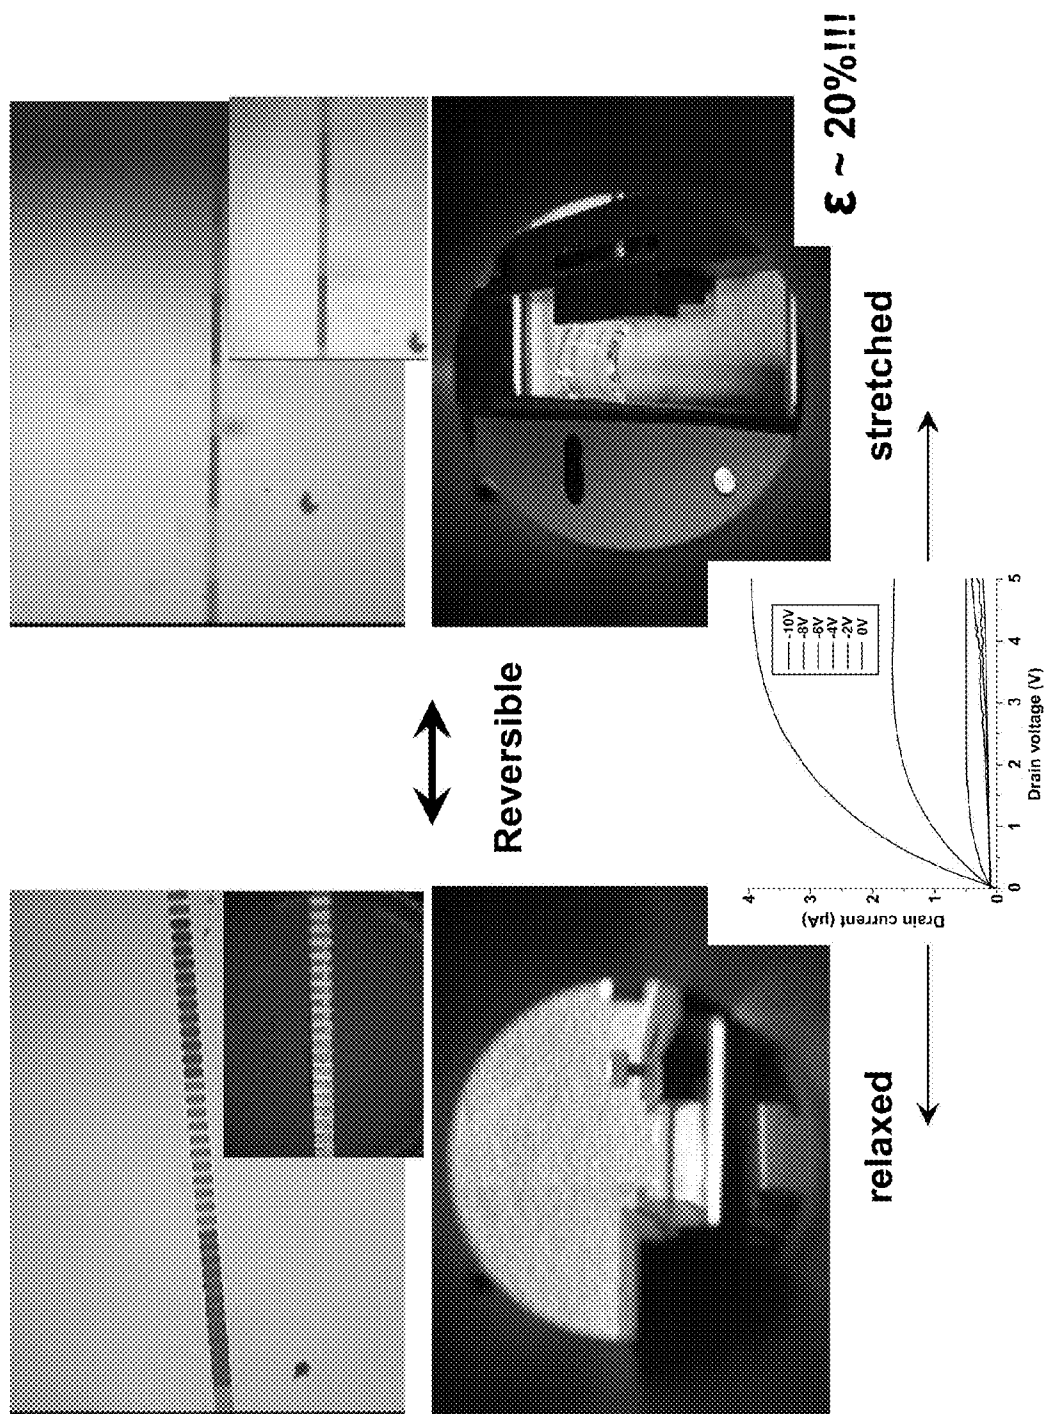 Reversible
relaxed
stretched
ε ~ 20%!!!
Drain current (µA)
4
3
2
1
0
-10V
-8V
-6V
-4V
-2V
0V
0 1 2 3 4 5
Drain voltage (V)